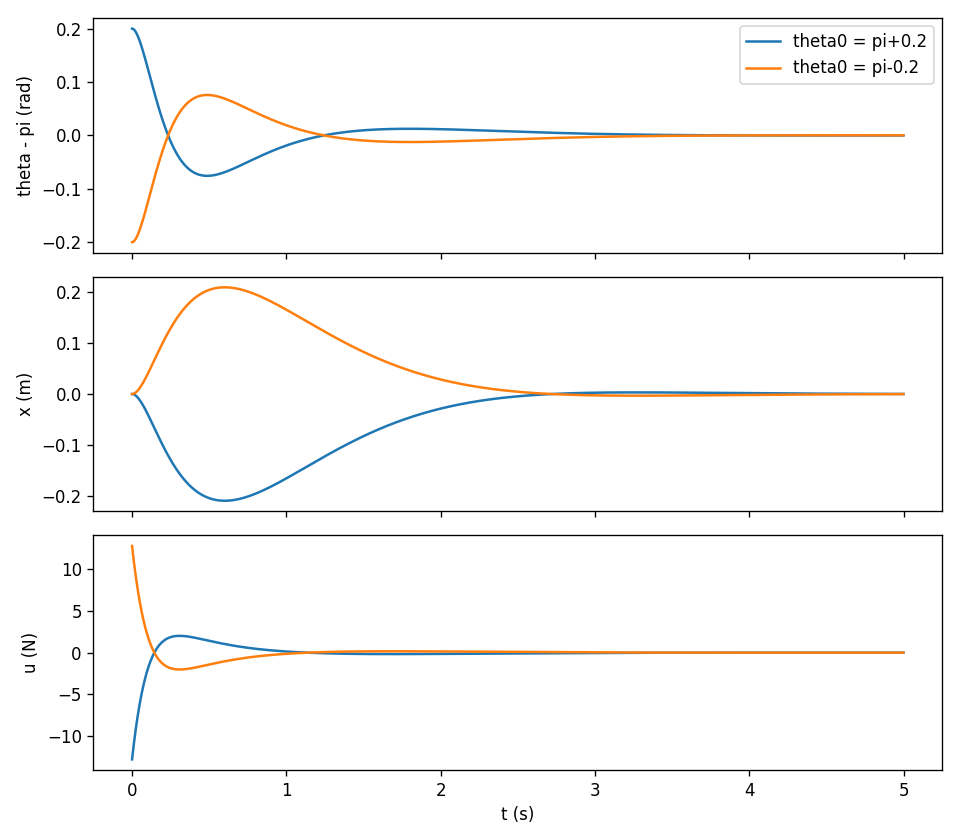 theta - pi (rad)
0.2
0.1
0.0
−0.1
−0.2
theta0 = pi+0.2
theta0 = pi-0.2
x (m)
0.2
0.1
0.0
−0.1
−0.2
u (N)
10
5
0
−5
−10
0 1 2 3 4 5
t (s)